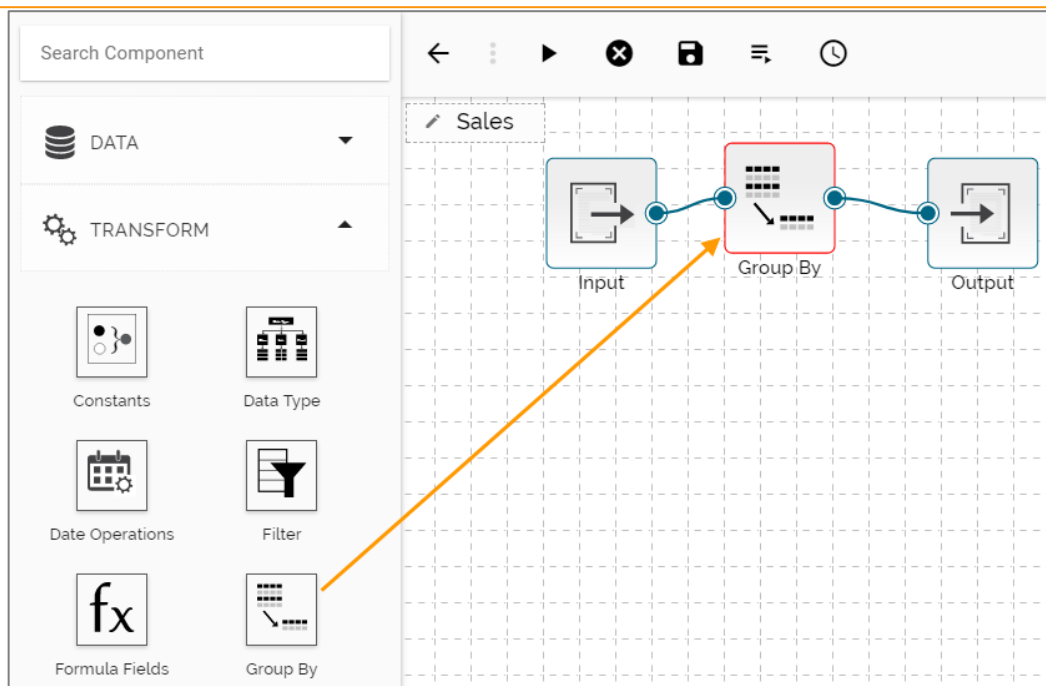 Search Component
DATA
TRANSFORM
Constants
Data Type
Date Operations
Filter
fx
Formula Fields
Group By
Sales
Input
Group By
Output